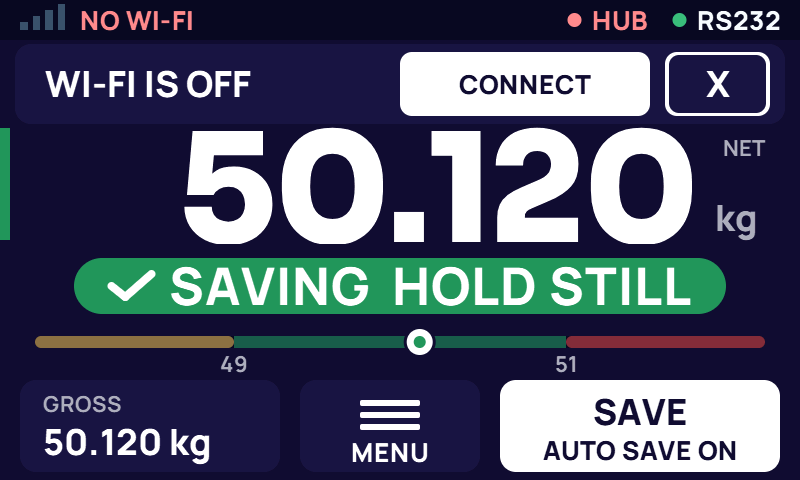 NO WI-FI
HUB
RS232
WI-FI IS OFF
CONNECT
X
50.120
NET
kg
SAVING HOLD STILL
49
51
GROSS
50.120 kg
MENU
SAVE
AUTO SAVE ON